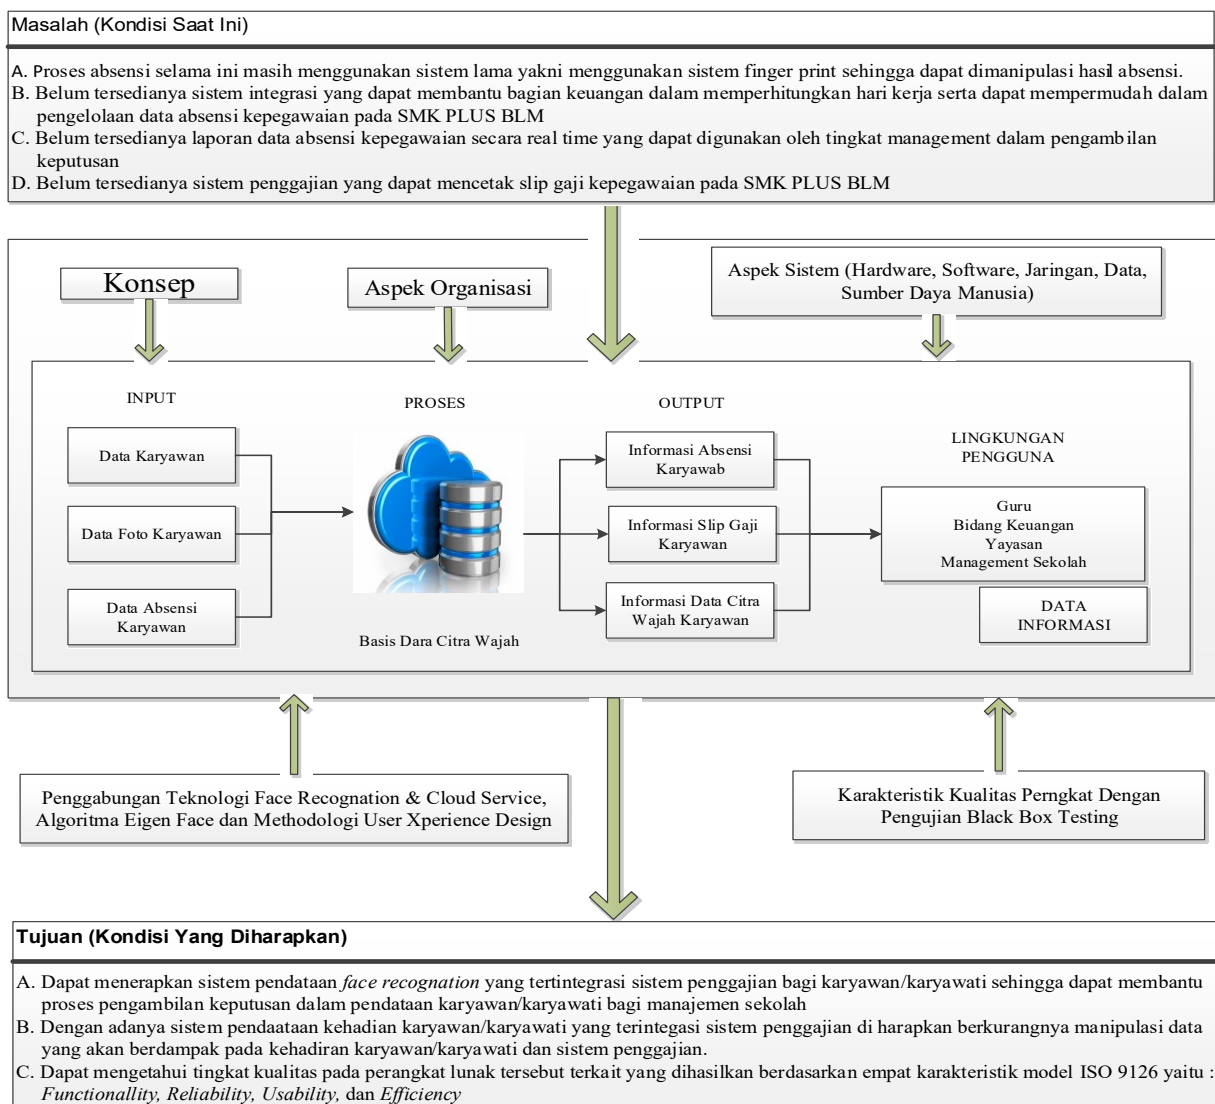 Masalah (Kondisi Saat Ini)
A. Proses absensi selama ini masih menggunakan sistem lama yakni menggunakan sistem finger print sehingga dapat dimanipulasi hasil absensi.
B. Belum tersedianya sistem integrasi yang dapat membantu bagian keuangan dalam memperhitungkan hari kerja serta dapat mempermudah dalam
pengelolaan data absensi kepegawaian pada SMK PLUS BLM
C. Belum tersedianya laporan data absensi kepegawaian secara real time yang dapat digunakan oleh tingkat management dalam pengambilan
keputusan
D. Belum tersedianya sistem penggajian yang dapat mencetak slip gaji kepegawaian pada SMK PLUS BLM
Konsep
Aspek Organisasi
Aspek Sistem (Hardware, Software, Jaringan, Data,
Sumber Daya Manusia)
INPUT
PROSES
OUTPUT
LINGKUNGAN
PENGGUNA
Data Karyawan
Data Foto Karyawan
Data Absensi
Karyawan
Basis Dara Citra Wajah
Informasi Absensi
Karyawab
Informasi Slip Gaji
Karyawan
Informasi Data Citra
Wajah Karyawan
Guru
Bidang Keuangan
Yayasan
Management Sekolah
DATA
INFORMASI
Penggabungan Teknologi Face Recognation & Cloud Service,
Algoritma Eigen Face dan Methodologi User Xperience Design
Karakteristik Kualitas Perngkat Dengan
Pengujian Black Box Testing
Tujuan (Kondisi Yang Diharapkan)
A. Dapat menerapkan sistem pendataan face recognation yang tertintegrasi sistem penggajian bagi karyawan/karyawati sehingga dapat membantu
proses pengambilan keputusan dalam pendataan karyawan/karyawati bagi manajemen sekolah
B. Dengan adanya sistem pendaataan kehadian karyawan/karyawati yang terintegasi sistem penggajian di harapkan berkurangnya manipulasi data
yang akan berdampak pada kehadiran karyawan/karyawati dan sistem penggajian.
C. Dapat mengetahui tingkat kualitas pada perangkat lunak tersebut terkait yang dihasilkan berdasarkan empat karakteristik model ISO 9126 yaitu :
Functionallity, Reliability, Usability, dan Efficiency